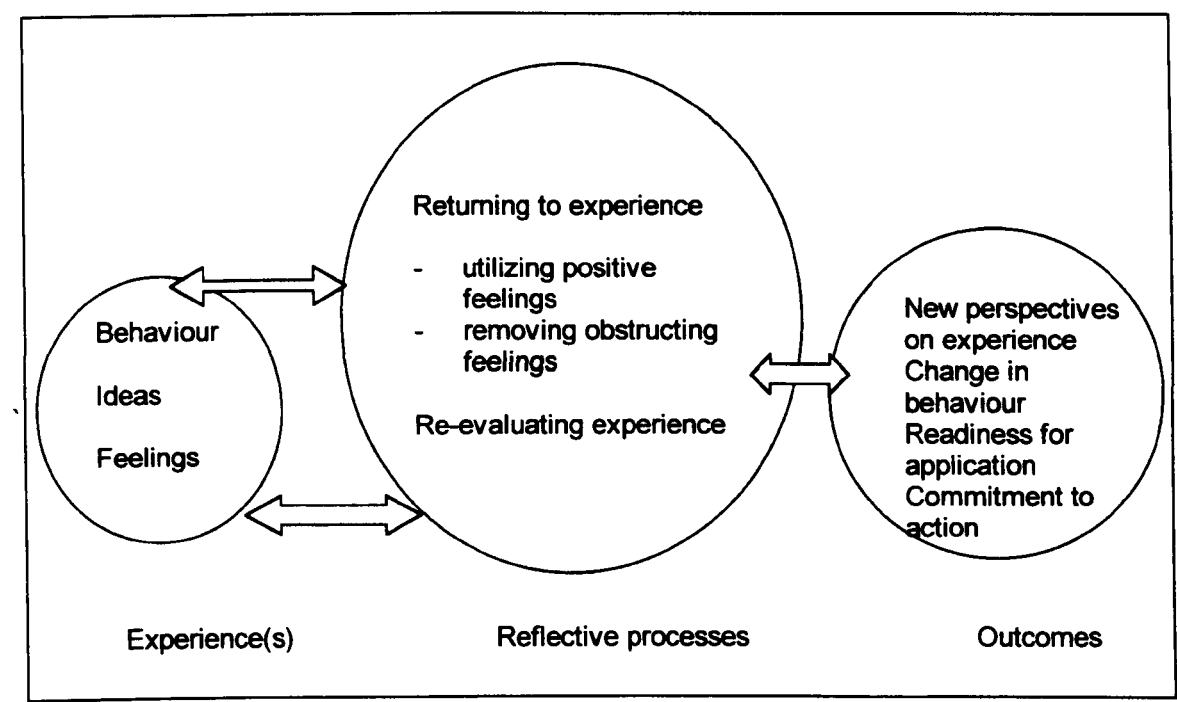 Behaviour
Ideas
Feelings
Returning to experience
- utilizing positive
feelings
- removing obstructing
feelings
Re-evaluating experience
New perspectives
on experience
Change in
behaviour
Readiness for
application
Commitment to
action
Experience(s)
Reflective processes
Outcomes